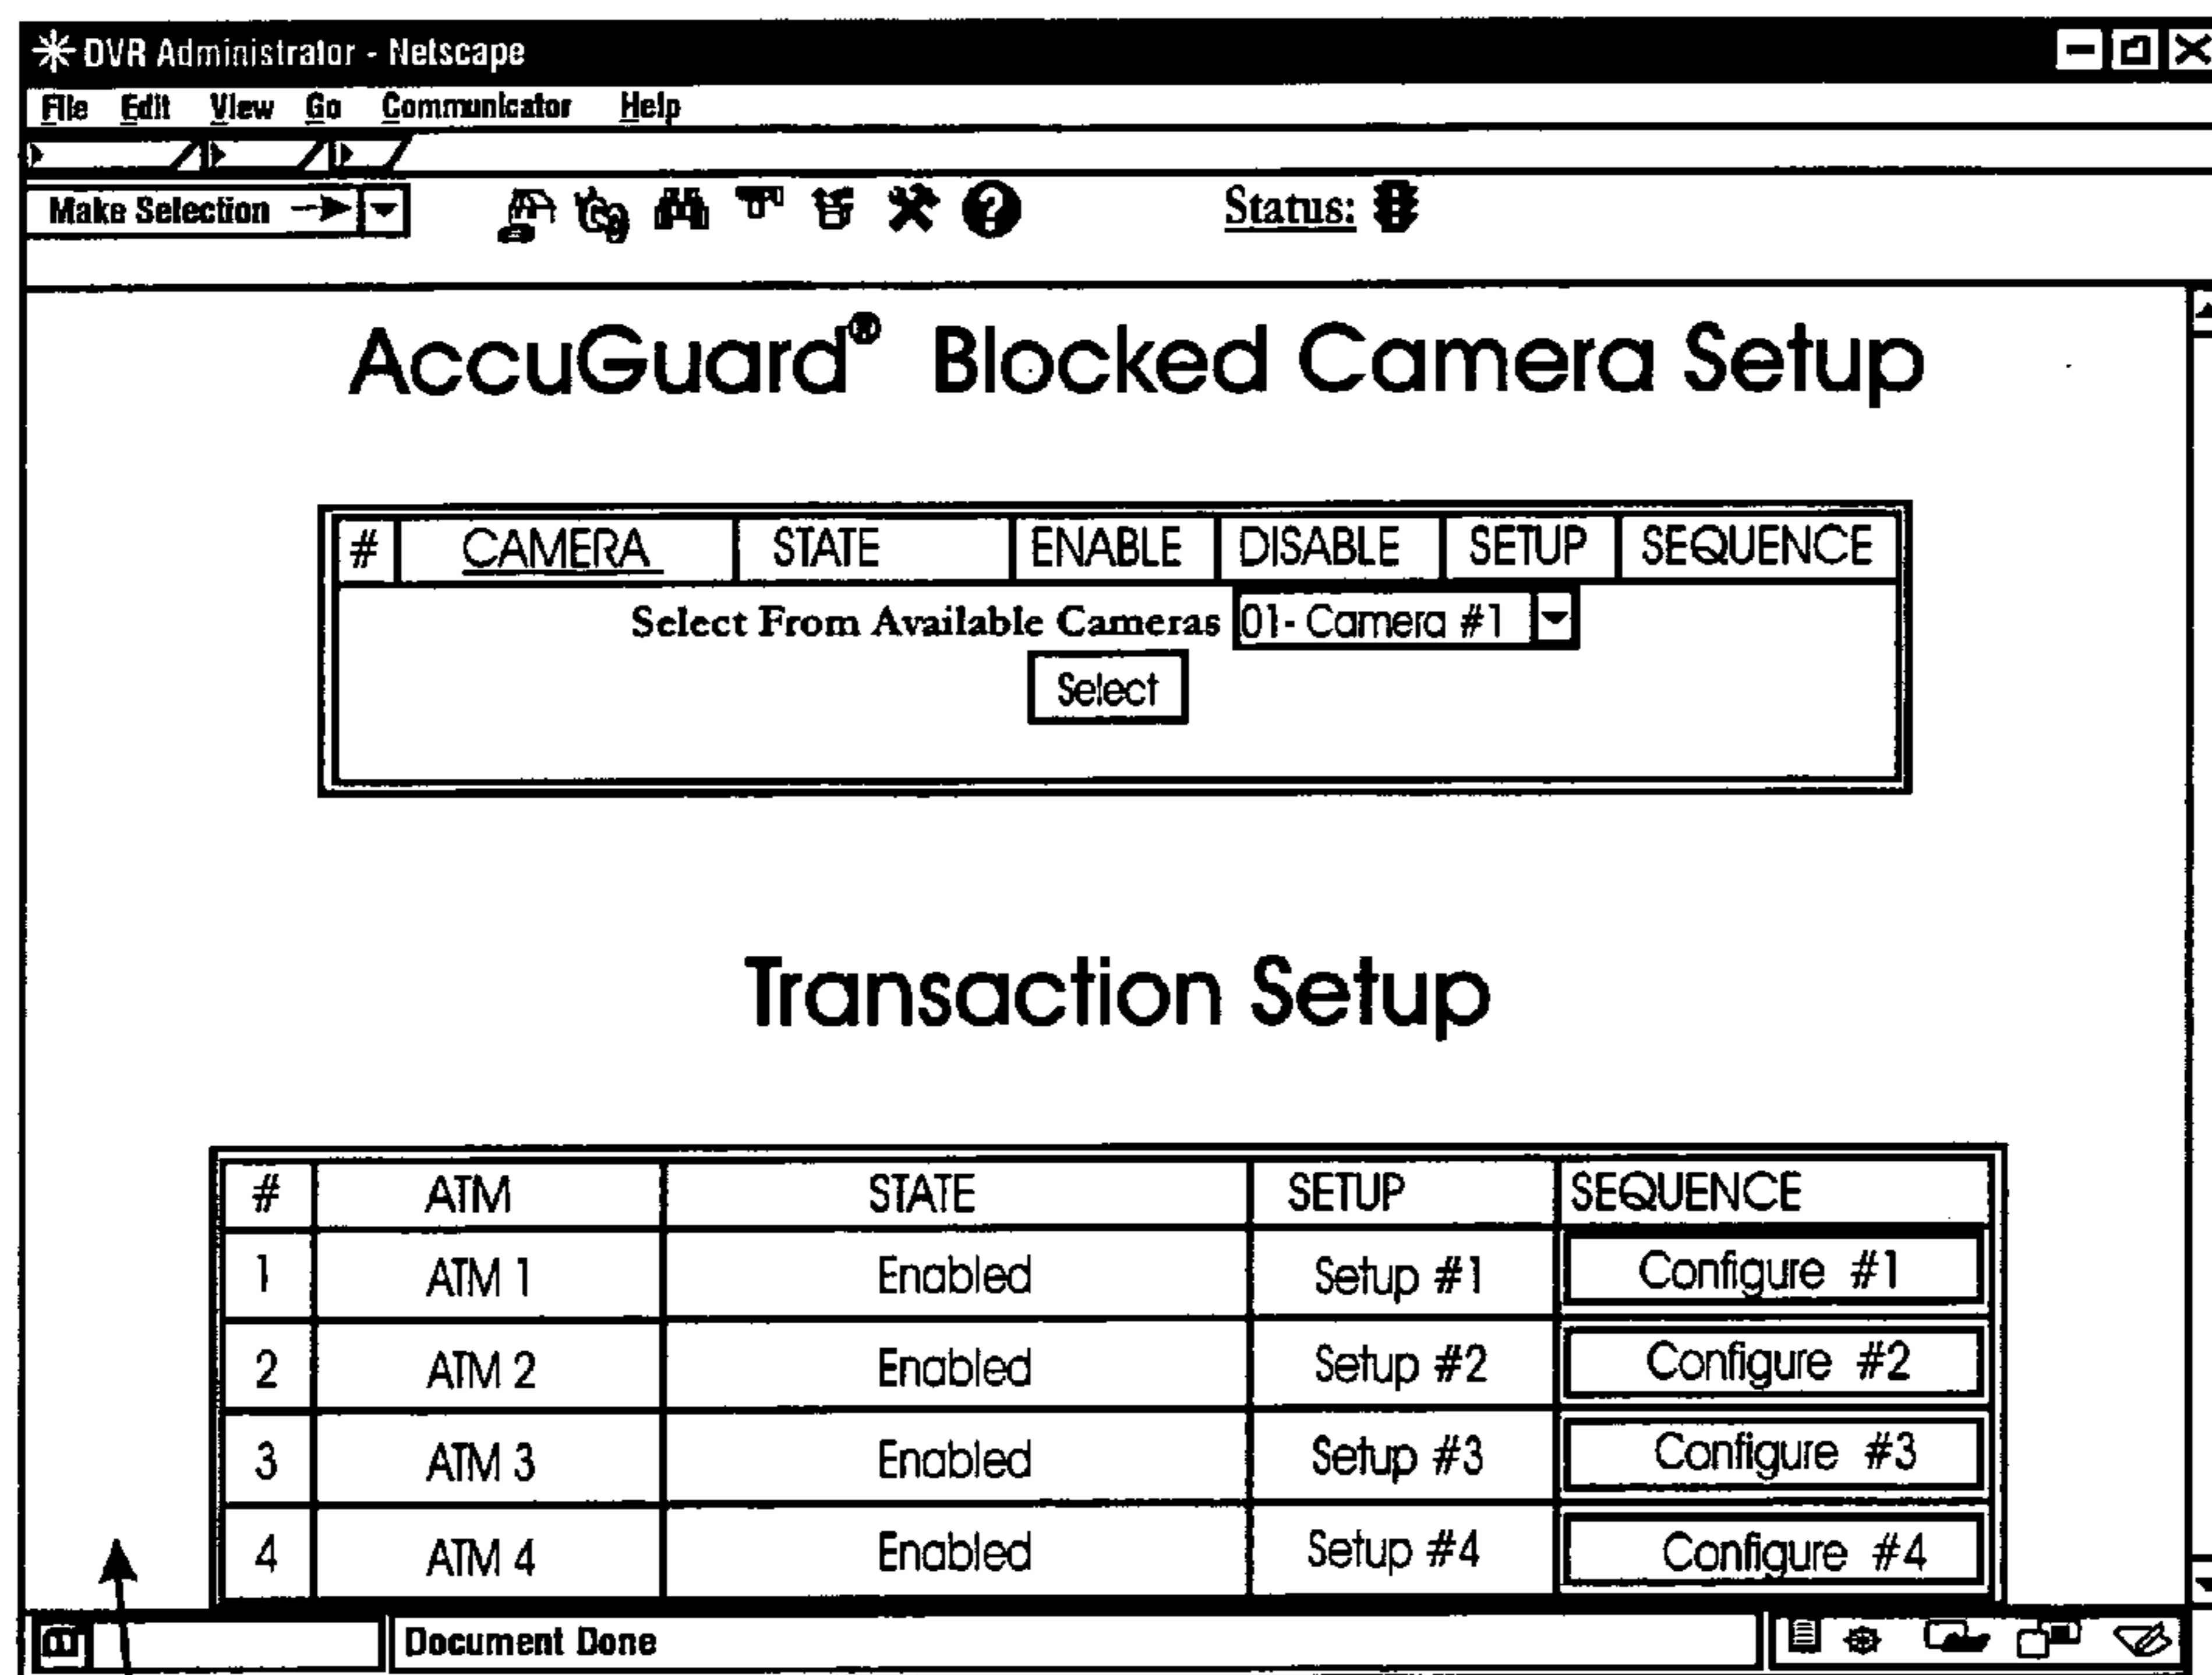 DVR Administrator - Netscape
File Edit View Go Communicator Help
Make Selection
Status:
AccuGuard® Blocked Camera Setup
# CAMERA STATE ENABLE DISABLE SETUP SEQUENCE
Select From Available Cameras 01- Camera #1
Select
Transaction Setup
# ATM STATE SETUP SEQUENCE
1 ATM 1 Enabled Setup #1 Configure #1
2 ATM 2 Enabled Setup #2 Configure #2
3 ATM 3 Enabled Setup #3 Configure #3
4 ATM 4 Enabled Setup #4 Configure #4
Document Done